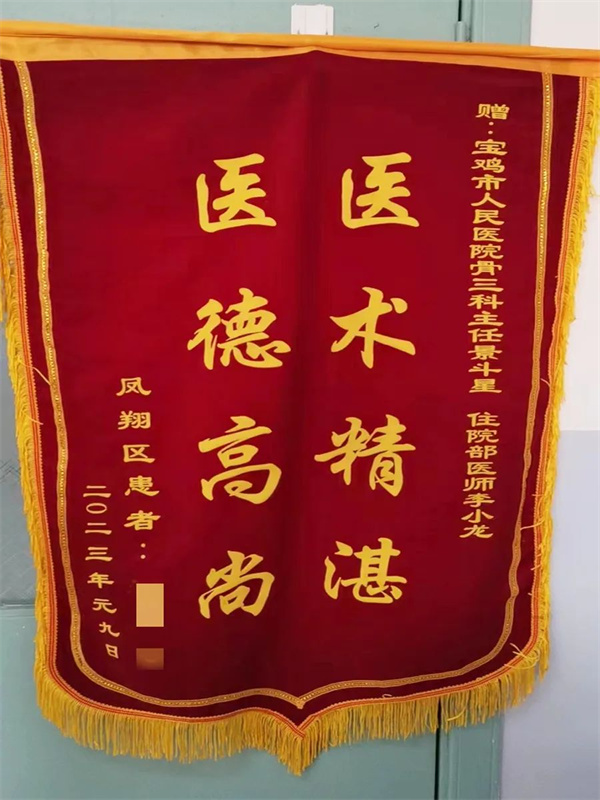 赠：宝鸡市人民医院骨三科主任景斗星 住院部医师李小龙
医术精湛
医德高尚
凤翔区患者：
二〇二三年元九日